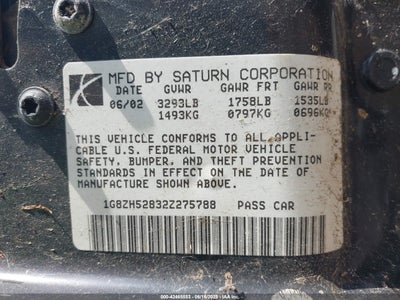 MFD BY SATURN CORPORATION
DATE GVWR GAWR FRT GAWR RR
06/02 3293LB 1758LB 1535LB
1493KG 0797KG 0696KG
THIS VEHICLE CONFORMS TO ALL APPLI-
CABLE U.S. FEDERAL MOTOR VEHICLE
SAFETY, BUMPER, AND THEFT PREVENTION
STANDARDS IN EFFECT ON THE DATE OF
MANUFACTURE SHOWN ABOVE.
1G8ZH52832Z275788 PASS CAR